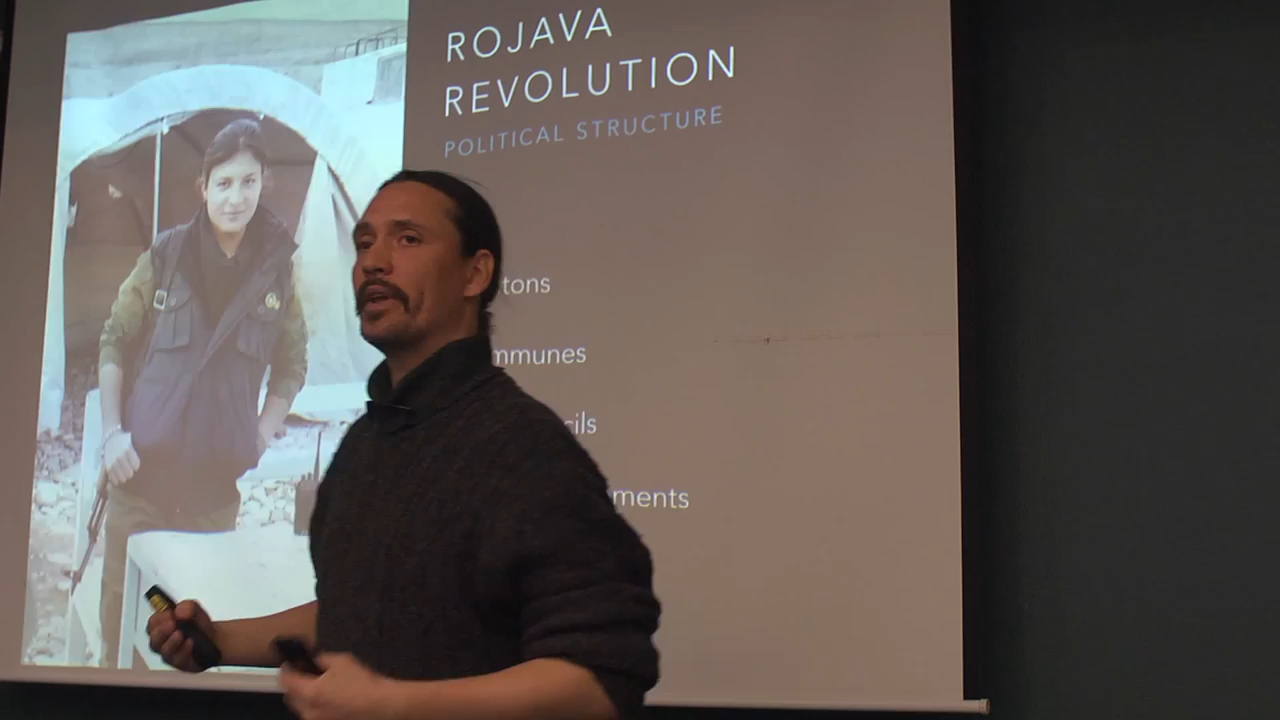 ROJAVA
REVOLUTION
POLITICAL STRUCTURE
tons
mmunes
cils
ments